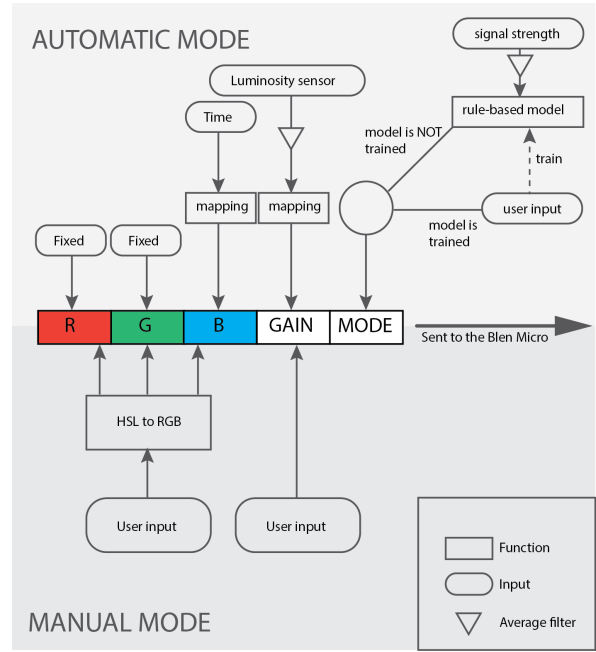 AUTOMATIC MODE
signal strength
Luminosity sensor
Time
rule-based model
model is NOT
trained
train
mapping
mapping
user input
model is
trained
Fixed
Fixed
R
G
B
GAIN
MODE
Sent to the Blen Micro
HSL to RGB
User input
User input
Function
Input
Average filter
MANUAL MODE